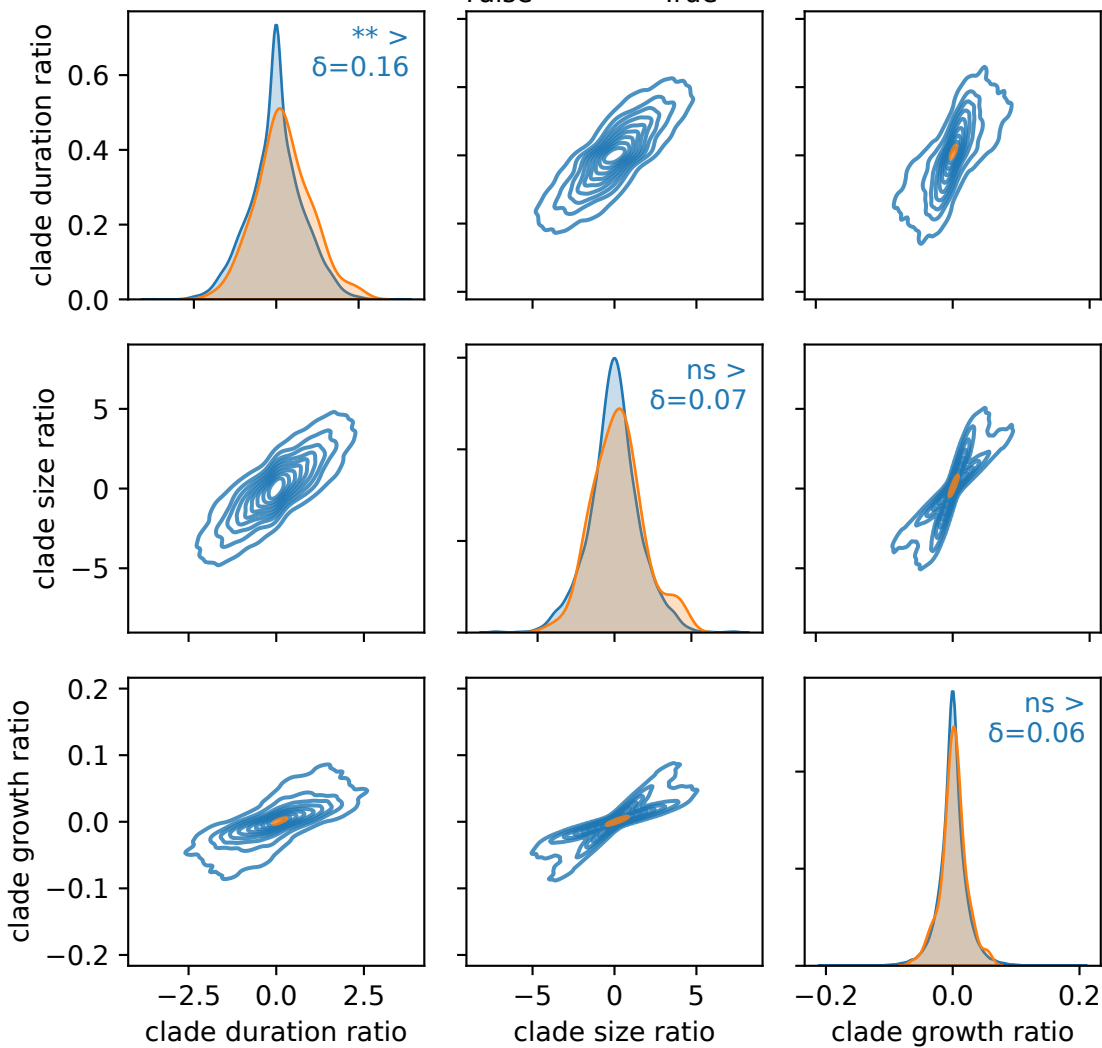 False True
clade duration ratio
0.6
0.4
0.2
0.0
** >
δ=0.16
clade size ratio
5
0
−5
ns >
δ=0.07
clade growth ratio
0.2
0.1
0.0
−0.1
−0.2
ns >
δ=0.06
−2.5 0.0 2.5
−5 0 5
−0.2 0.0 0.2
clade duration ratio
clade size ratio
clade growth ratio